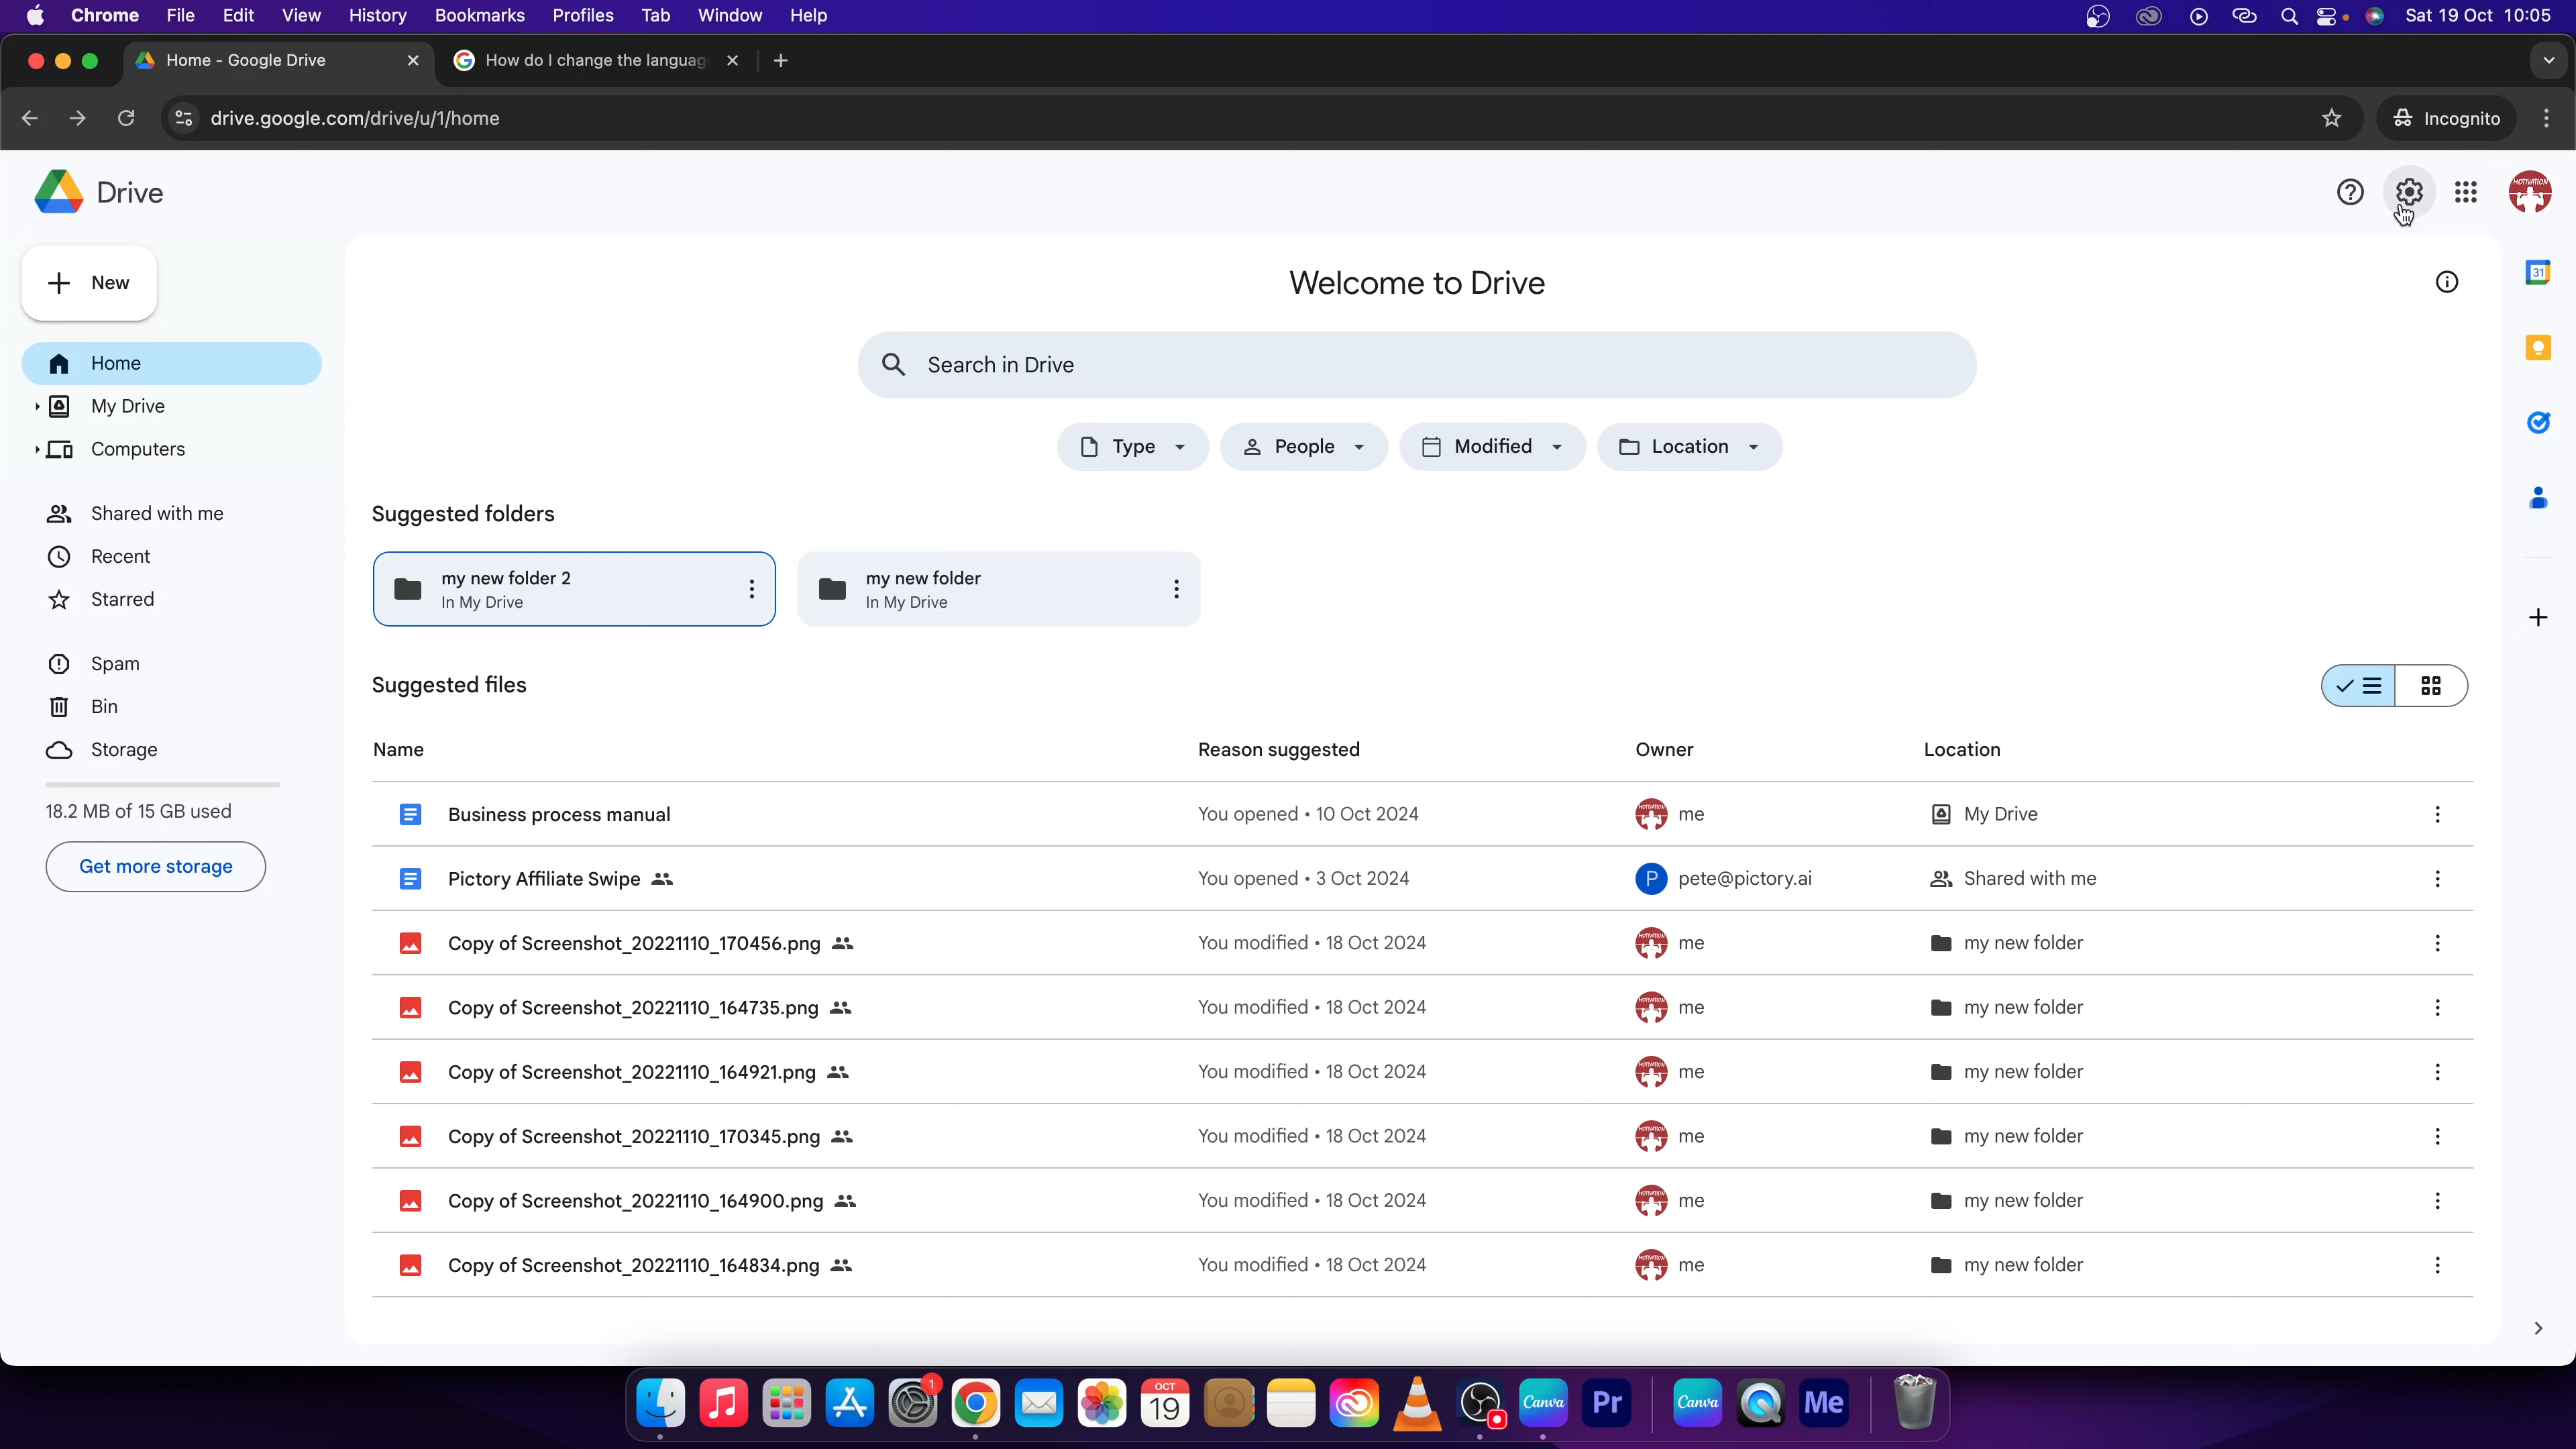 Chrome File Edit View History Bookmarks Profiles Tab Window Help Sat 19 Oct 10:05
Home - Google Drive How do I change the languag
drive.google.com/drive/u/1/home Incognito
Drive
MOTIVATION
New
Home
My Drive
Computers
Shared with me
Recent
Starred
Spam
Bin
Storage
18.2 MB of 15 GB used
Get more storage
Welcome to Drive
Search in Drive
Type People Modified Location
Suggested folders
my new folder 2
In My Drive
my new folder
In My Drive
Suggested files
Name Reason suggested Owner Location
Business process manual You opened • 10 Oct 2024 me My Drive
Pictory Affiliate Swipe You opened • 3 Oct 2024 P pete@pictory.ai Shared with me
Copy of Screenshot_20221110_170456.png You modified • 18 Oct 2024 me my new folder
Copy of Screenshot_20221110_164735.png You modified • 18 Oct 2024 me my new folder
Copy of Screenshot_20221110_164921.png You modified • 18 Oct 2024 me my new folder
Copy of Screenshot_20221110_170345.png You modified • 18 Oct 2024 me my new folder
Copy of Screenshot_20221110_164900.png You modified • 18 Oct 2024 me my new folder
Copy of Screenshot_20221110_164834.png You modified • 18 Oct 2024 me my new folder
31
1
OCT
19
Canva Pr Canva Me